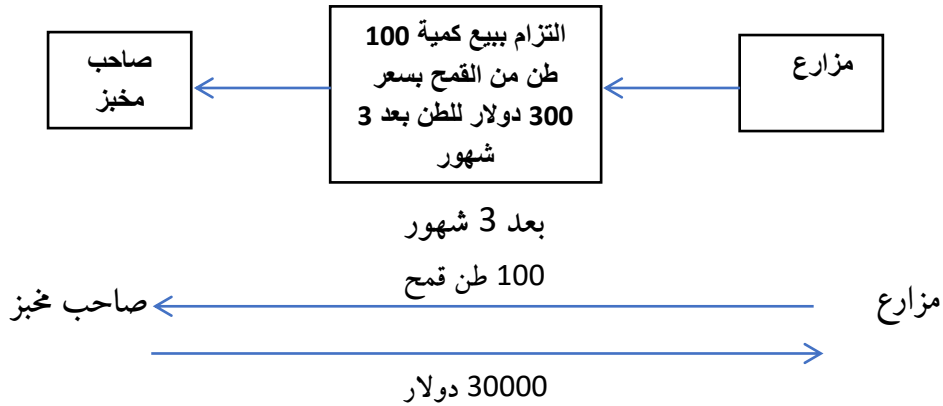 مزارع
التزام ببيع كمية 100
طن من القمح بسعر
300 دولار للطن بعد 3
شهور
صاحب
مخبز
بعد 3 شهور
100 طن قمح
مزارع
صاحب مخبز
30000 دولار